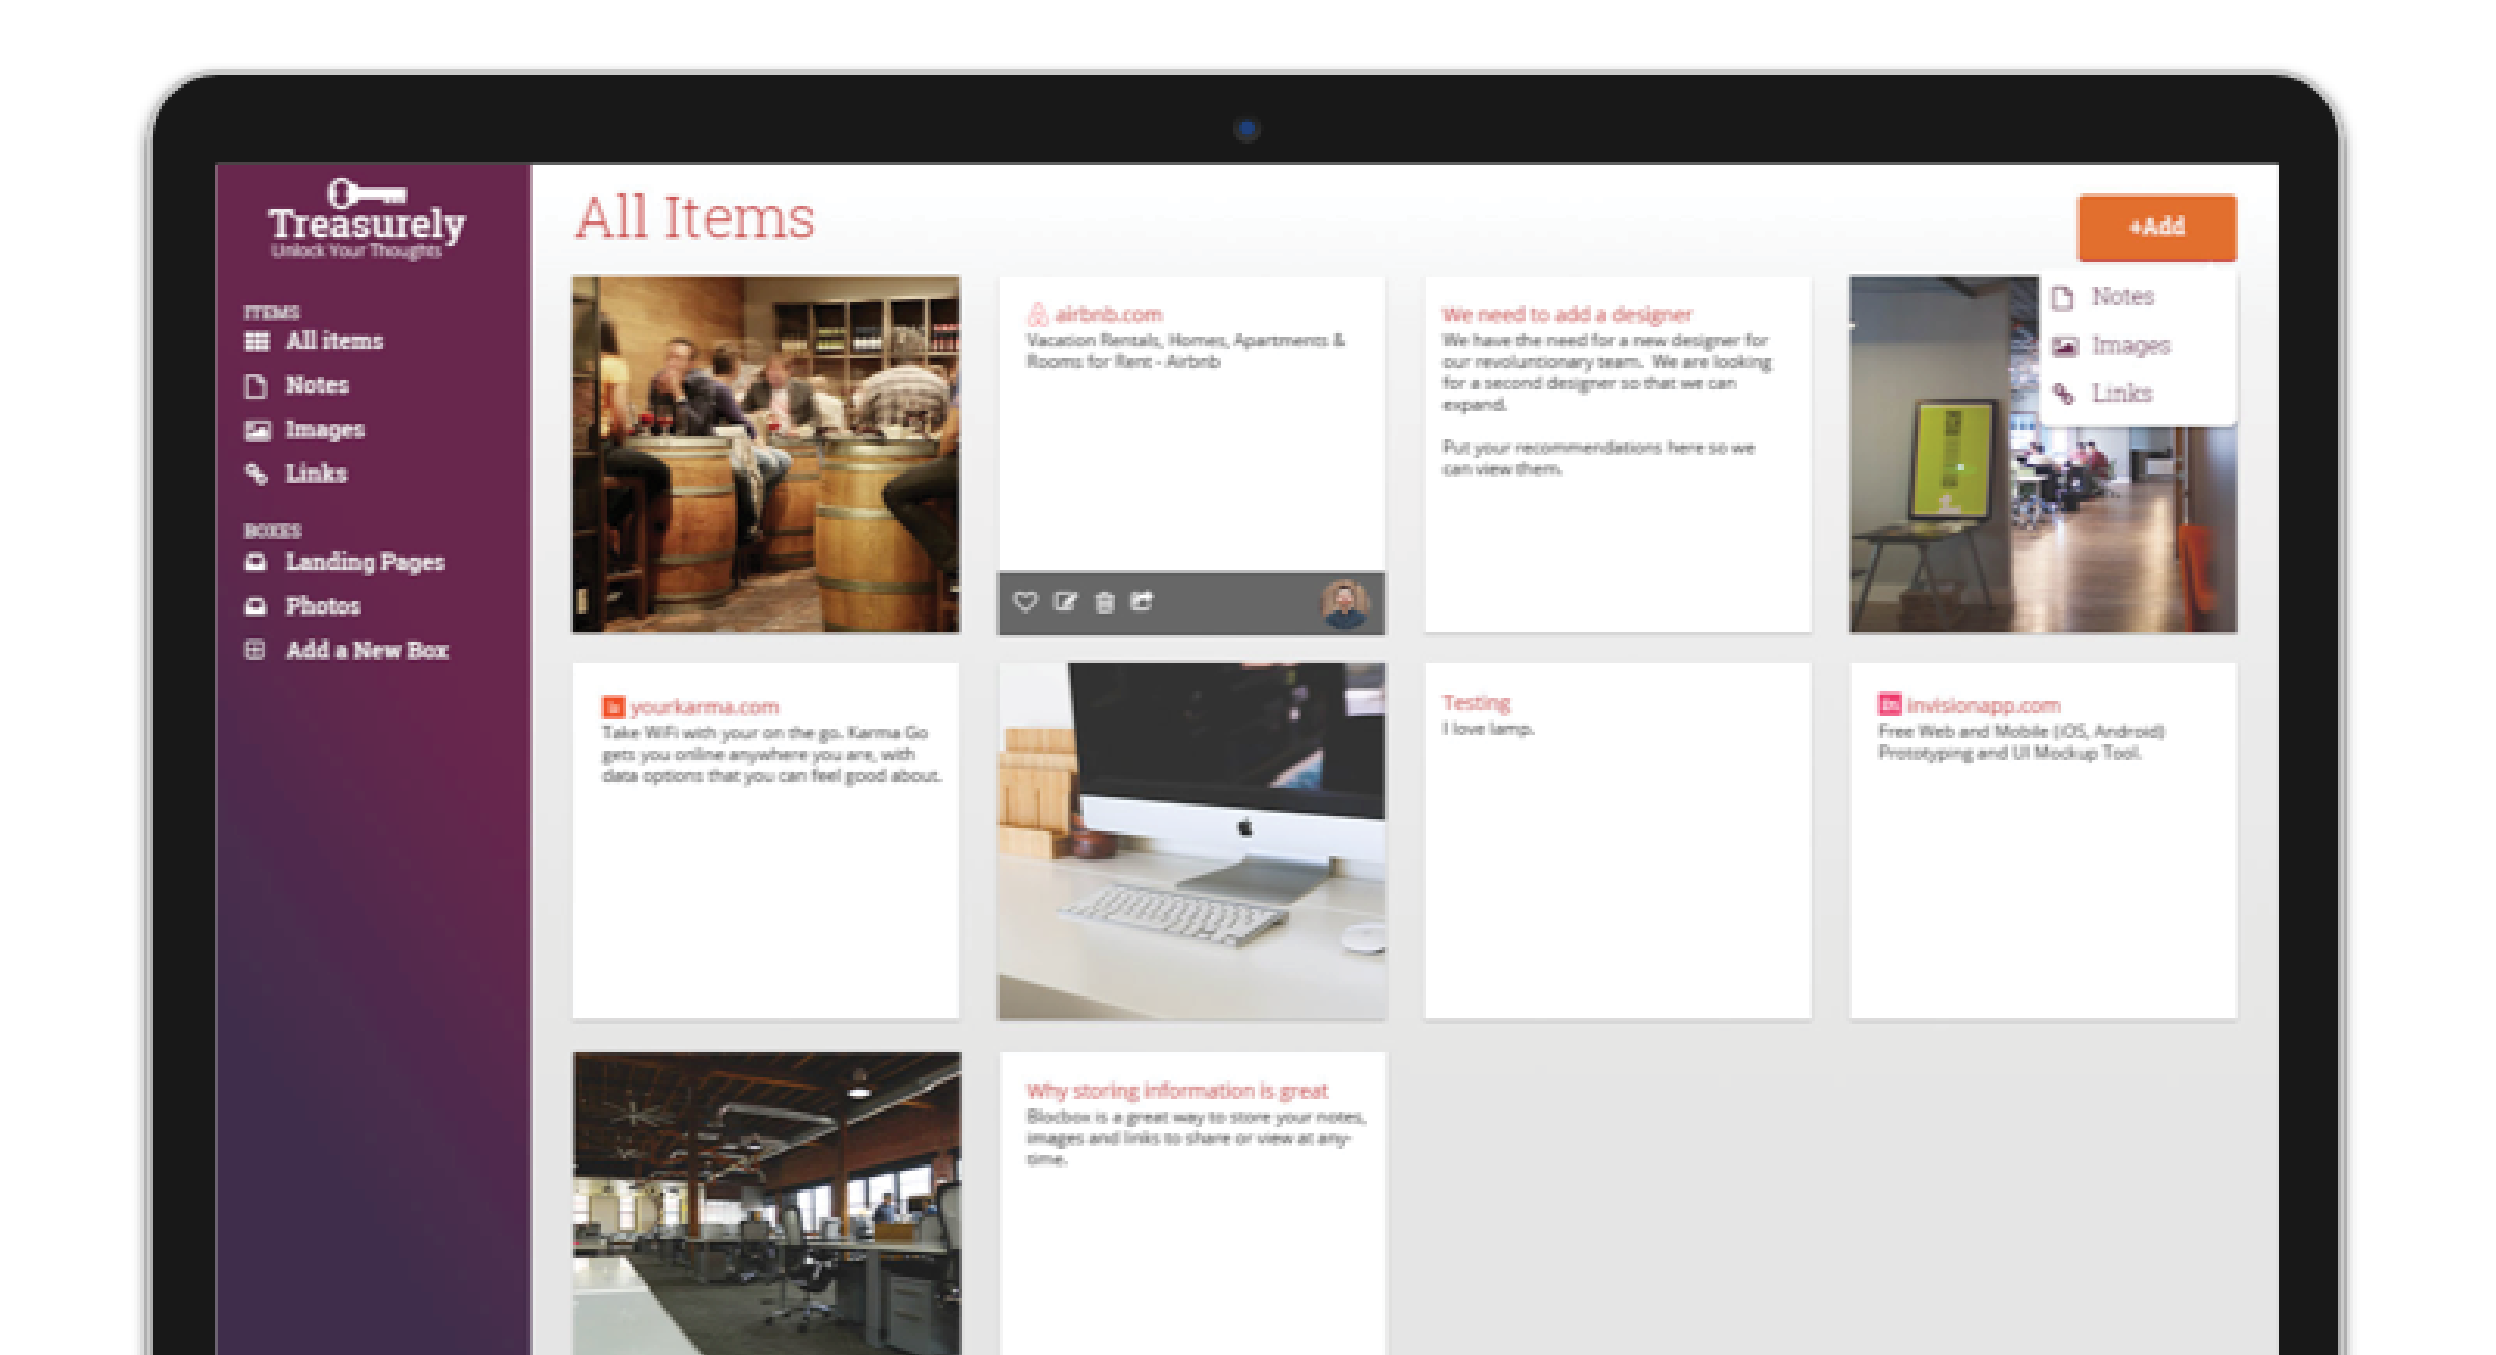 Treasurely
Unlock Your Thoughts
ITEMS
All items
Notes
Images
Links
BOXES
Landing Pages
Photos
Add a New Box
All Items
+Add
Notes
Images
Links
airbnb.com
Vacation Rentals, Homes, Apartments &
Rooms for Rent - Airbnb
We need to add a designer
We have the need for a new designer for
our revoluntionary team. We are looking
for a second designer so that we can
expand.
Put your recommendations here so we
can view them.
yourkarma.com
Take WiFi with your on the go. Karma Go
gets you online anywhere you are, with
data options that you can feel good about.
Testing
I love lamp.
invisionapp.com
Free Web and Mobile (iOS, Android)
Prototyping and UI Mockup Tool.
Why storing information is great
Blocbox is a great way to store your notes,
images and links to share or view at any-
time.